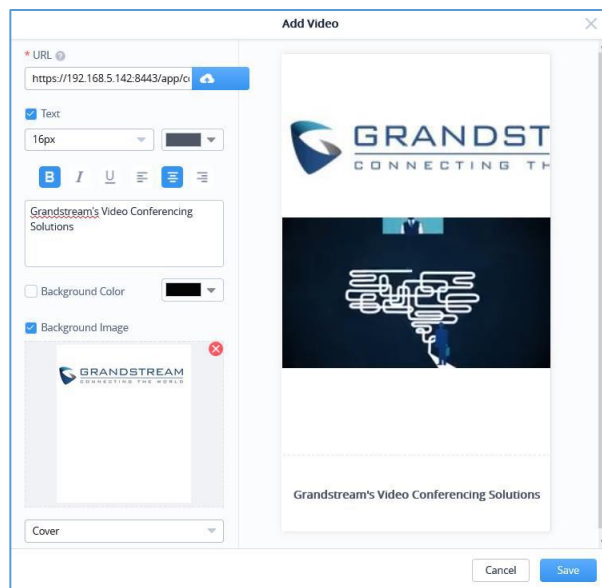 Add Video
* URL
https://192.168.5.142:8443/app/c
Text
16px
B I U
Grandstream's Video Conferencing
Solutions
Background Color
Background Image
GRANDSTREAM
CONNECTING THE WORLD
Cover
GRANDST
CONNECTING TH
Grandstream's Video Conferencing Solutions
Cancel
Save